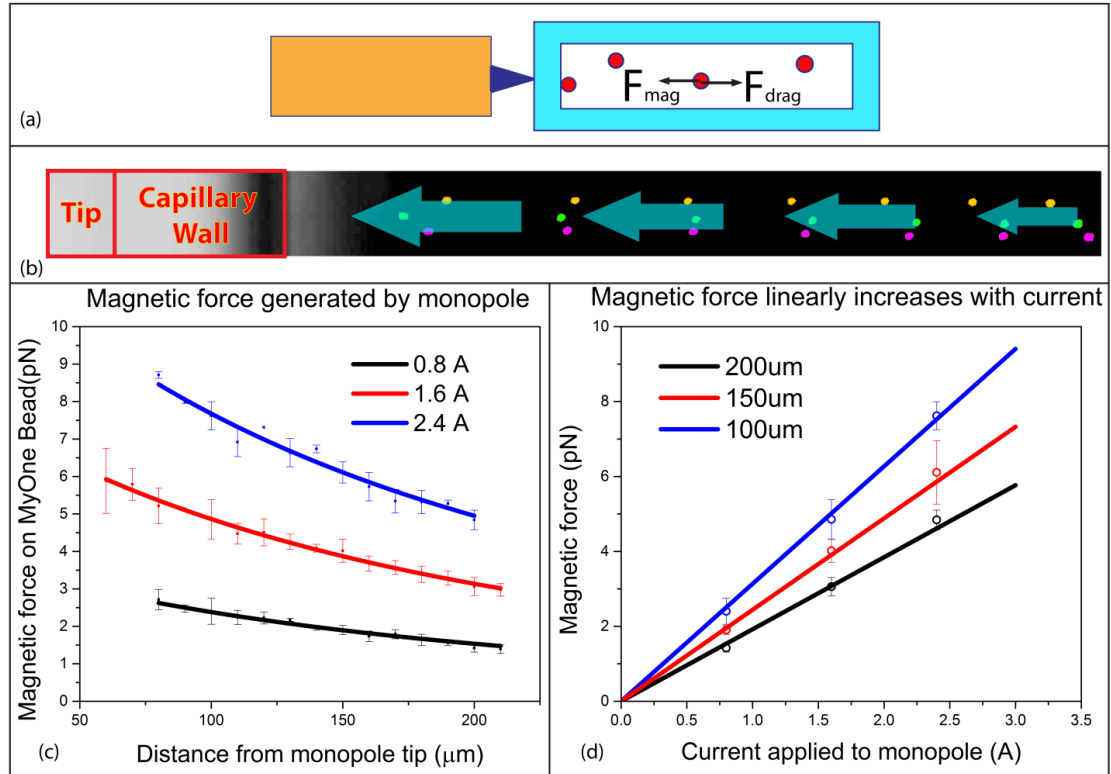 F mag
F drag
(a)
Tip
Capillary
Wall
(b)
Magnetic force generated by monopole
Magnetic force on MyOne Bead(pN)
10
9
8
7
6
5
4
3
2
1
0
0.8 A
1.6 A
2.4 A
50
100
150
200
Distance from monopole tip (μm)
(c)
Magnetic force linearly increases with current
Magnetic force (pN)
10
8
6
4
2
0
200um
150um
100um
0.0
0.5
1.0
1.5
2.0
2.5
3.0
3.5
Current applied to monopole (A)
(d)